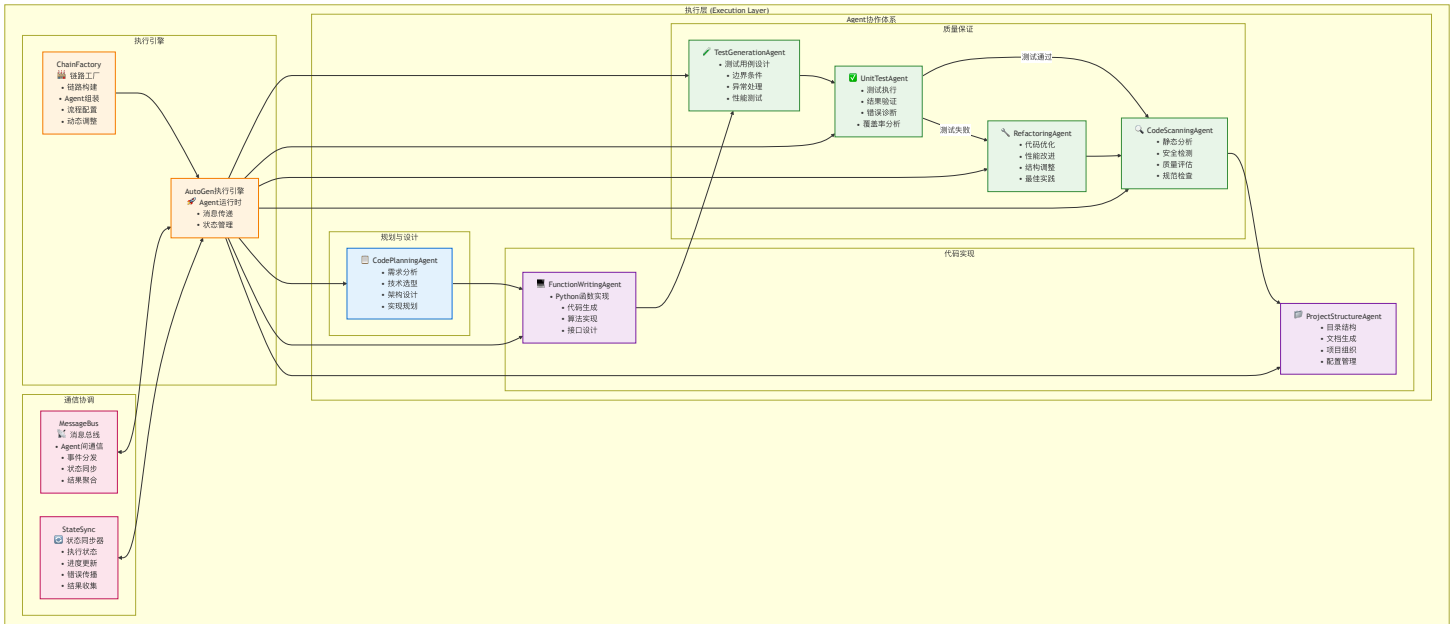 执行层 (Execution Layer)
执行引擎
ChainFactory
🏭 链路工厂
• 链路构建
• Agent组装
• 流程配置
• 动态调整
AutoGen执行引擎
🚀 Agent运行时
• 消息传递
• 状态管理
通信协调
MessageBus
📡 消息总线
• Agent间通信
• 事件分发
• 状态同步
• 结果聚合
StateSync
🔄 状态同步器
• 执行状态
• 进度更新
• 错误传播
• 结果收集
Agent协作体系
规划与设计
📋 CodePlanningAgent
• 需求分析
• 技术选型
• 架构设计
• 实现规划
质量保证
🧪 TestGenerationAgent
• 测试用例设计
• 边界条件
• 异常处理
• 性能测试
✅ UnitTestAgent
• 测试执行
• 结果验证
• 错误诊断
• 覆盖率分析
测试通过
测试失败
🔧 RefactoringAgent
• 代码优化
• 性能改进
• 结构调整
• 最佳实践
🔍 CodeScanningAgent
• 静态分析
• 安全检测
• 质量评估
• 规范检查
代码实现
💻 FunctionWritingAgent
• Python函数实现
• 代码生成
• 算法实现
• 接口设计
📁 ProjectStructureAgent
• 目录结构
• 文档生成
• 项目组织
• 配置管理